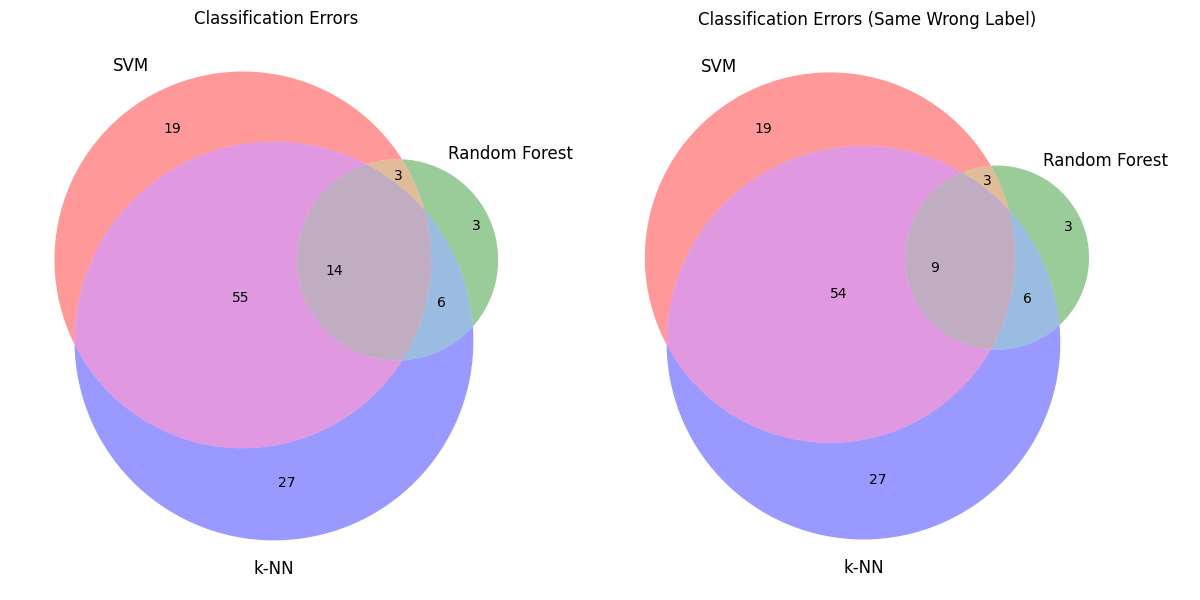 Classification Errors
SVM
19
Random Forest
3
3
14
55
6
27
k-NN
Classification Errors (Same Wrong Label)
SVM
19
Random Forest
3
3
9
54
6
27
k-NN